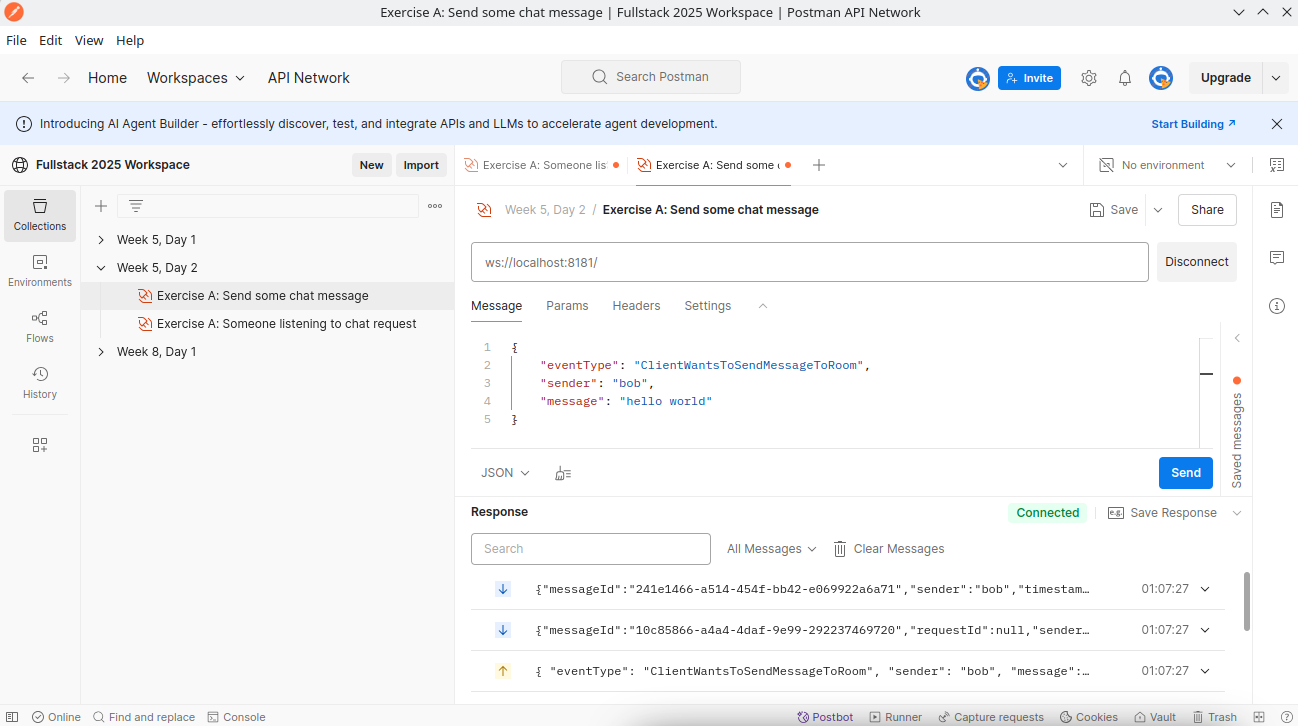 Exercise A: Send some chat message | Fullstack 2025 Workspace | Postman API Network
File Edit View Help
Home Workspaces API Network Search Postman Invite Upgrade
Introducing AI Agent Builder - effortlessly discover, test, and integrate APIs and LLMs to accelerate agent development. Start Building
Fullstack 2025 Workspace New Import Exercise A: Someone lis Exercise A: Send some c No environment
Collections
Environments
Flows
History
Week 5, Day 1
Week 5, Day 2
Exercise A: Send some chat message
Exercise A: Someone listening to chat request
Week 8, Day 1
Week 5, Day 2 / Exercise A: Send some chat message Save Share
ws://localhost:8181/ Disconnect
Message Params Headers Settings
1 {
2 "eventType": "ClientWantsToSendMessageToRoom",
3 "sender": "bob",
4 "message": "hello world"
5 }
Saved messages
JSON Send
Response Connected e.g. Save Response
Search All Messages Clear Messages
{"messageId":"241e1466-a514-454f-bb42-e069922a6a71","sender":"bob","timestam… 01:07:27
{"messageId":"10c85866-a4a4-4daf-9e99-292237469720","requestId":null,"sender… 01:07:27
{ "eventType": "ClientWantsToSendMessageToRoom", "sender": "bob", "message":… 01:07:27
Online Find and replace Console Postbot Runner Capture requests Cookies Vault Trash